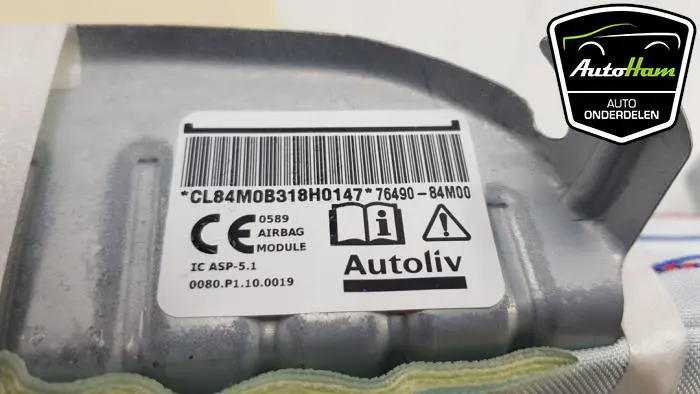 AutoHam
AUTO
ONDERDELEN
*CL84M0B318H0147*76490-84M00
CE 0589
AIRBAG
MODULE
IC ASP-5.1
0080.P1.10.0019
Autoliv